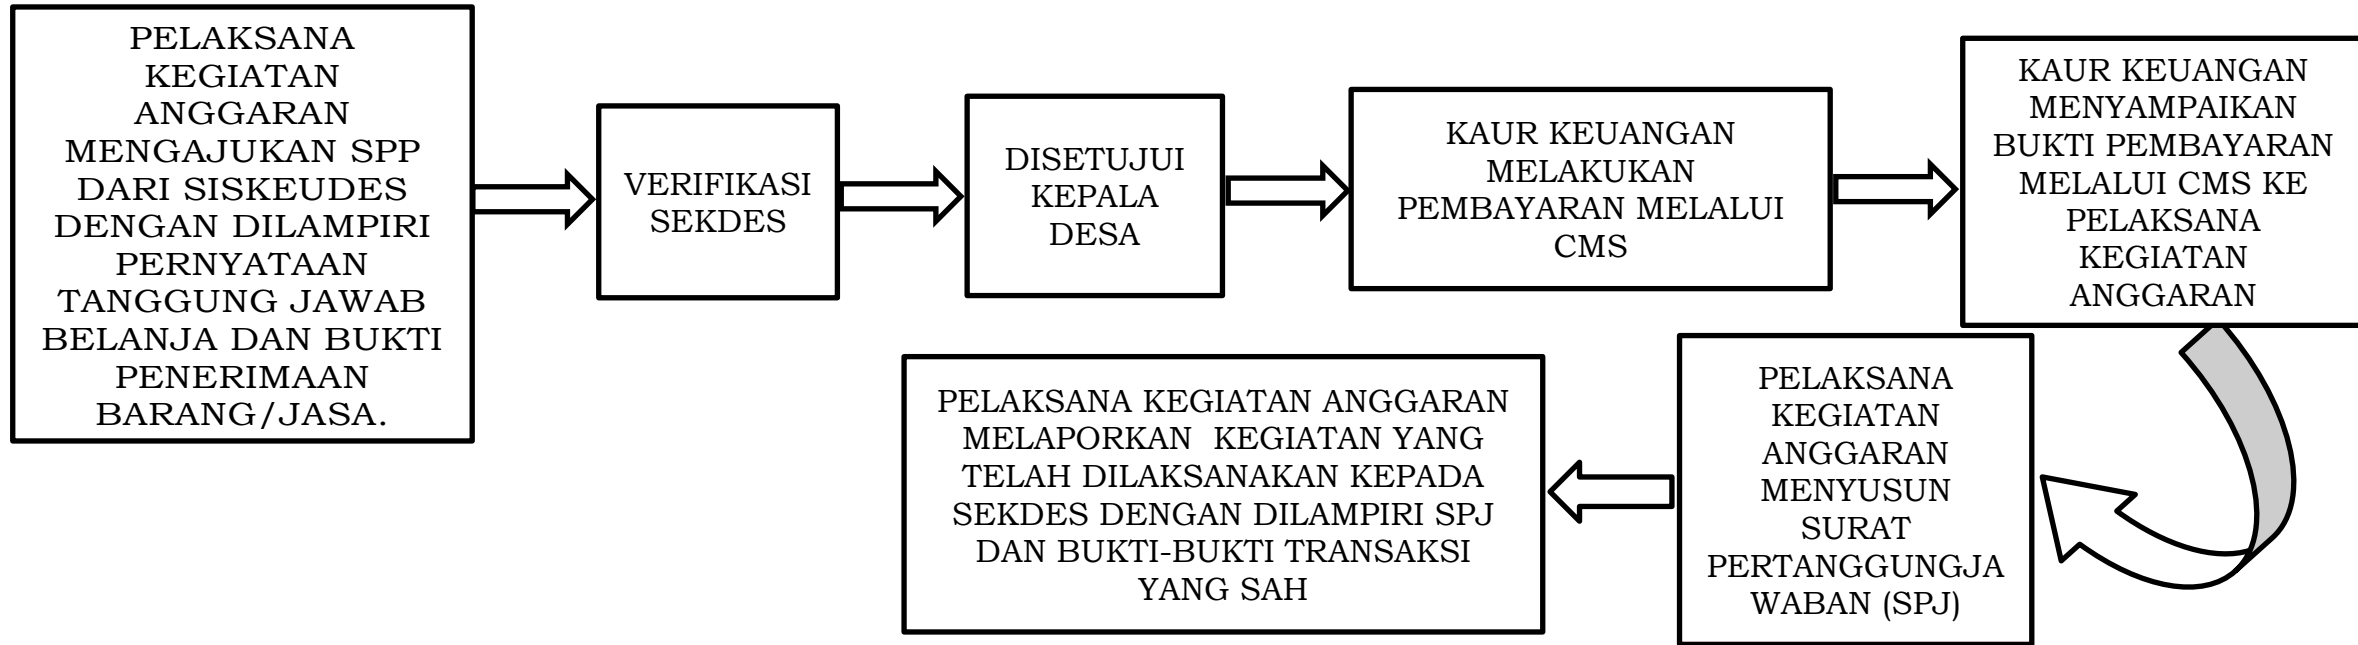 PELAKSANA
KEGIATAN
ANGGARAN
MENGAJUKAN SPP
DARI SISKEUDES
DENGAN DILAMPIRI
PERNYATAAN
TANGGUNG JAWAB
BELANJA DAN BUKTI
PENERIMAAN
BARANG/JASA.
VERIFIKASI
SEKDES
DISETUJUI
KEPALA
DESA
KAUR KEUANGAN
MELAKUKAN
PEMBAYARAN MELALUI
CMS
KAUR KEUANGAN
MENYAMPAIKAN
BUKTI PEMBAYARAN
MELALUI CMS KE
PELAKSANA
KEGIATAN
ANGGARAN
PELAKSANA
KEGIATAN
ANGGARAN
MENYUSUN
SURAT
PERTANGGUNGJA
WABAN (SPJ)
PELAKSANA KEGIATAN ANGGARAN
MELAPORKAN  KEGIATAN YANG
TELAH DILAKSANAKAN KEPADA
SEKDES DENGAN DILAMPIRI SPJ
DAN BUKTI-BUKTI TRANSAKSI
YANG SAH